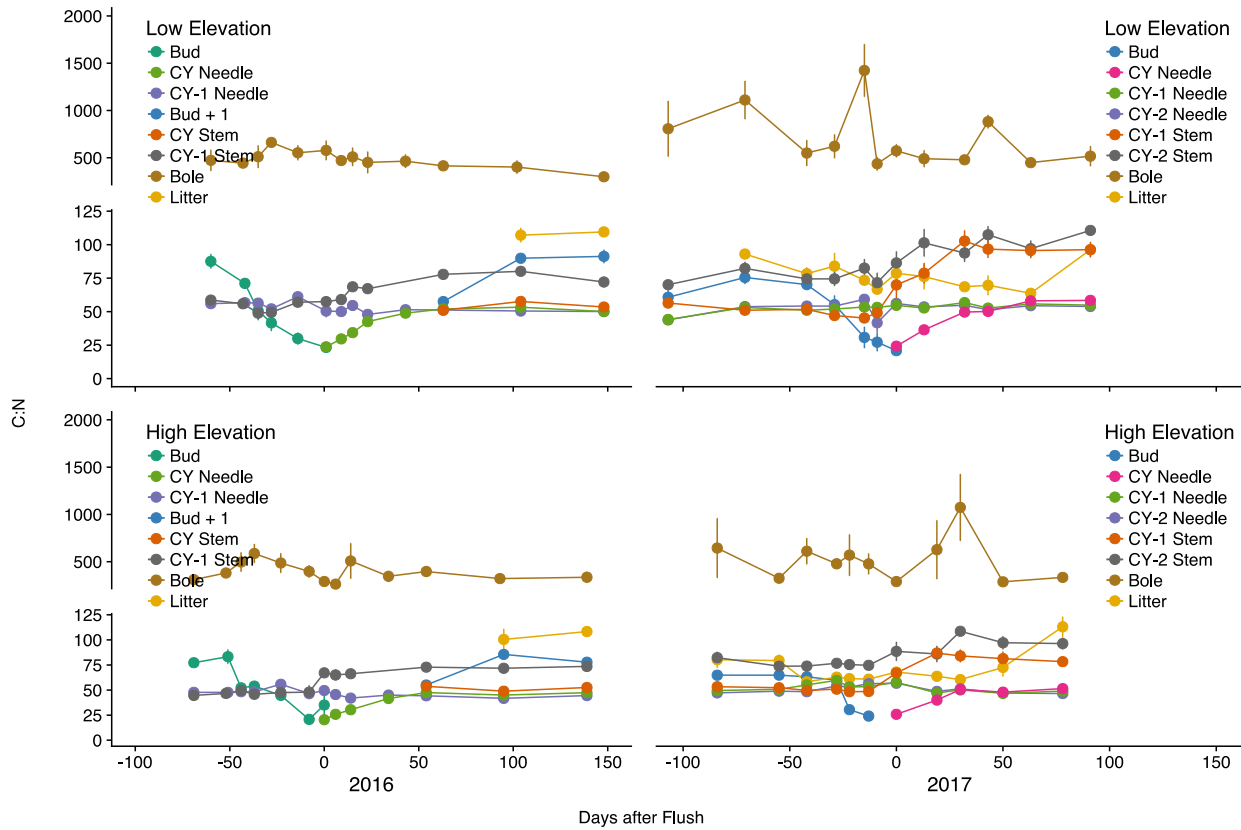 2000
1500
1000
500
125
100
75
50
25
0
Low Elevation
Bud
CY Needle
CY-1 Needle
Bud + 1
CY Stem
CY-1 Stem
Bole
Litter
Low Elevation
Bud
CY Needle
CY-1 Needle
CY-2 Needle
CY-1 Stem
CY-2 Stem
Bole
Litter
C:N
2000
1000
500
125
100
75
50
25
0
High Elevation
Bud
CY Needle
CY-1 Needle
Bud + 1
CY Stem
CY-1 Stem
Bole
Litter
High Elevation
Bud
CY Needle
CY-1 Needle
CY-2 Needle
CY-1 Stem
CY-2 Stem
Bole
Litter
-100 -50 0 50 100 150 -100 -50 0 50 100 150
2016 2017
Days after Flush